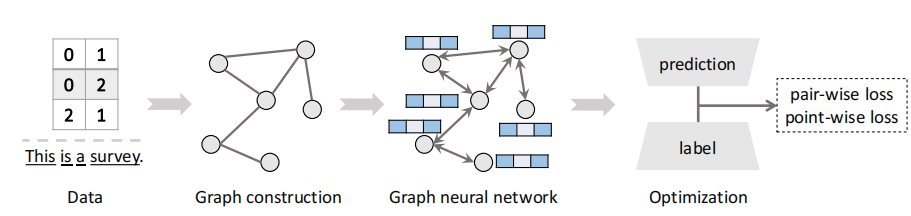 0 1
0 2
2 1
This is a survey.
Data
Graph construction
Graph neural network
prediction
label
pair-wise loss
point-wise loss
Optimization